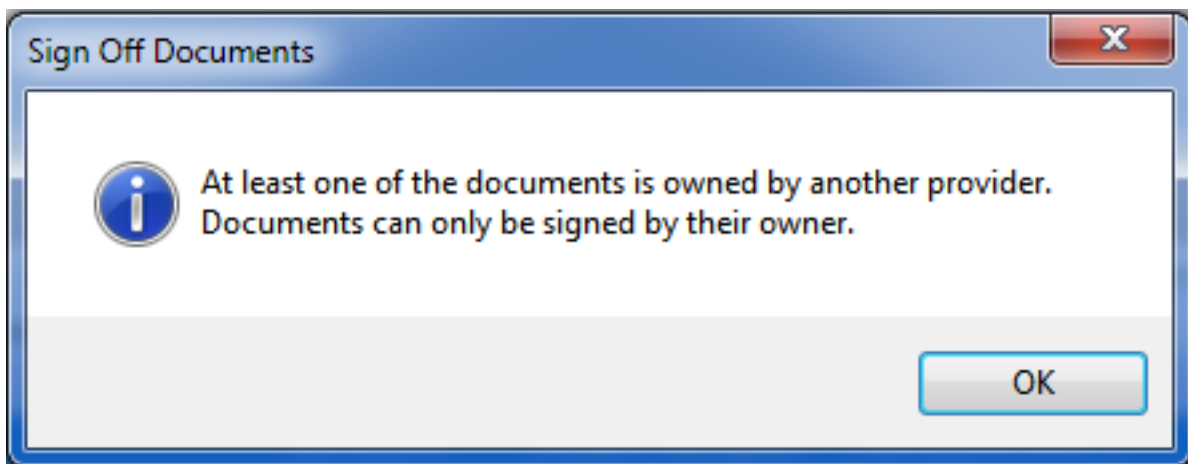 Sign Off Documents
At least one of the documents is owned by another provider.
Documents can only be signed by their owner.
OK